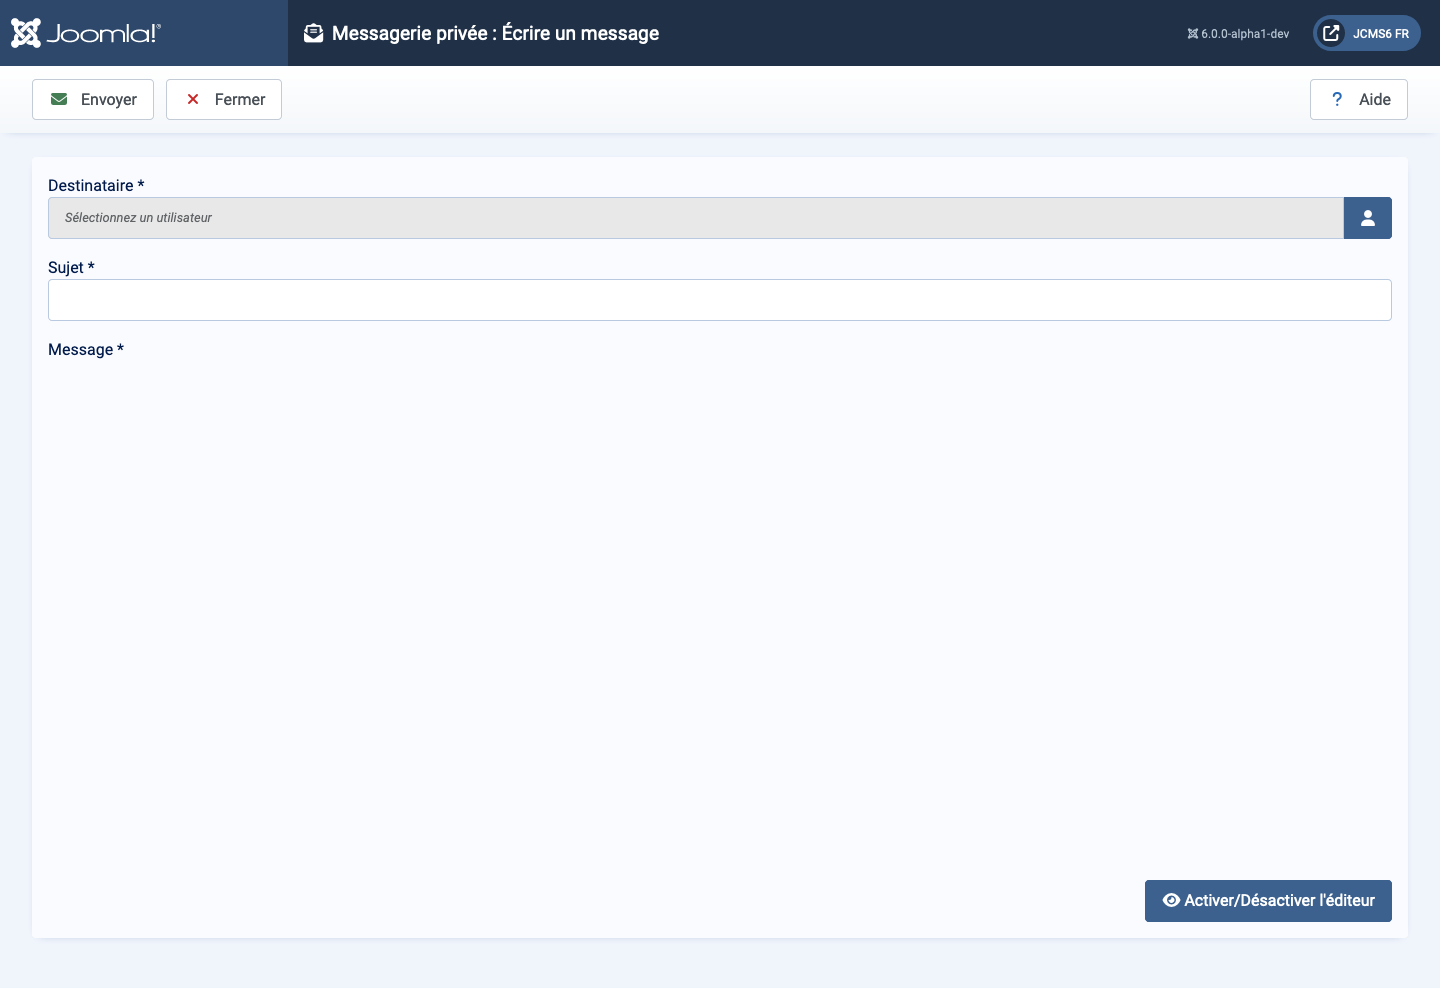 Joomla!®
Messagerie privée : Écrire un message
6.0.0-alpha1-dev
JCMS6 FR
Envoyer
Fermer
? Aide
Destinataire *
Sélectionnez un utilisateur
Sujet *
Message *
Activer/Désactiver l'éditeur